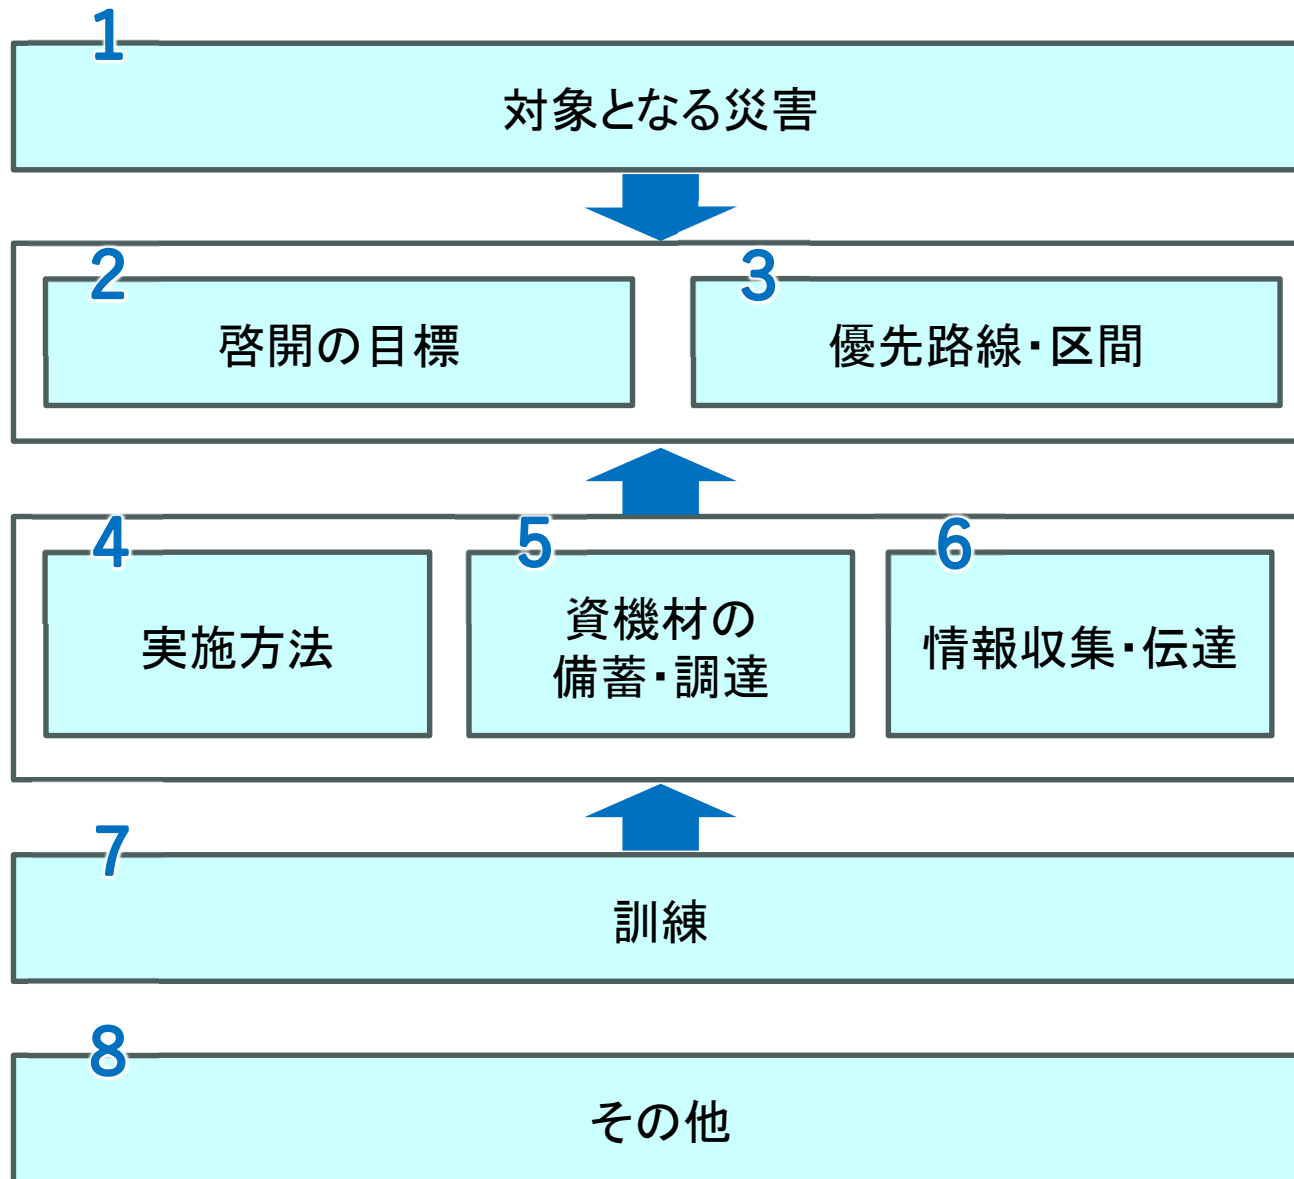 1
対象となる災害
2
啓開の目標
3
優先路線・区間
4
実施方法
5
資機材の
備蓄・調達
6
情報収集・伝達
7
訓練
8
その他